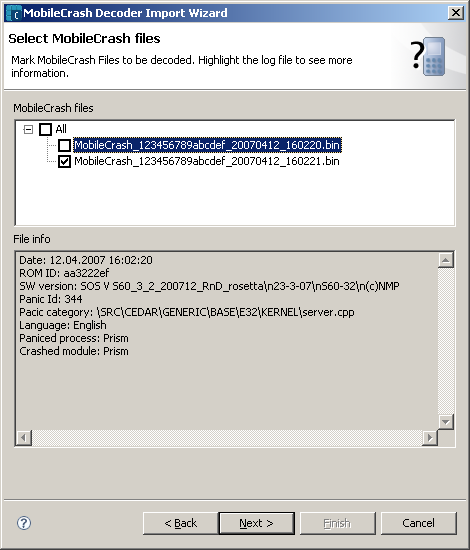 MobileCrash Decoder Import Wizard
Select MobileCrash files
Mark MobileCrash Files to be decoded. Highlight the log file to see more
information.
MobileCrash files
All
MobileCrash_123456789abcdef_20070412_160220.bin
MobileCrash_123456789abcdef_20070412_160221.bin
File info
Date: 12.04.2007 16:02:20
ROM ID: aa3222ef
SW version: SOS V S60_3_2_200712_RnD_rosetta\n23-3-07\nS60-32\n(c)NMP
Panic Id: 344
Pacic category: \SRC\CEDAR\GENERIC\BASE\E32\KERNEL\server.cpp
Language: English
Paniced process: Prism
Crashed module: Prism
< Back Next > Finish Cancel